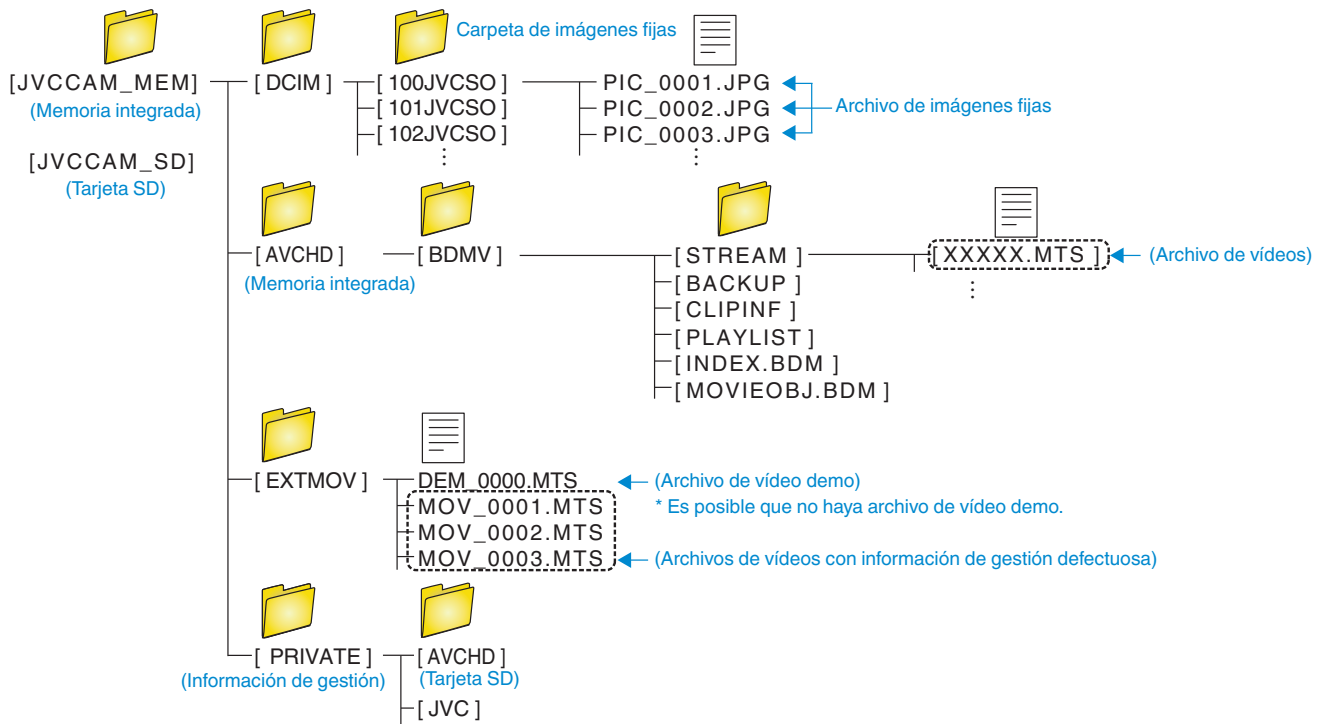 Carpeta de imágenes fijas
[JVCCAM_MEM]
(Memoria integrada)
[JVCCAM_SD]
(Tarjeta SD)
[ DCIM ]
[ 100JVCSO ]
[ 101JVCSO ]
[ 102JVCSO ]
PIC_0001.JPG
PIC_0002.JPG
PIC_0003.JPG
Archivo de imágenes fijas
[ AVCHD ]
(Memoria integrada)
[ BDMV ]
[ STREAM ]
[ BACKUP ]
[ CLIPINF ]
[ PLAYLIST ]
[ INDEX.BDM ]
[ MOVIEOBJ.BDM ]
[ XXXXX.MTS ]
(Archivo de vídeos)
[ EXTMOV ]
DEM_0000.MTS
(Archivo de vídeo demo)
* Es posible que no haya archivo de vídeo demo.
MOV_0001.MTS
MOV_0002.MTS
MOV_0003.MTS
(Archivos de vídeos con información de gestión defectuosa)
[ PRIVATE ]
(Información de gestión)
[ AVCHD ]
(Tarjeta SD)
[ JVC ]